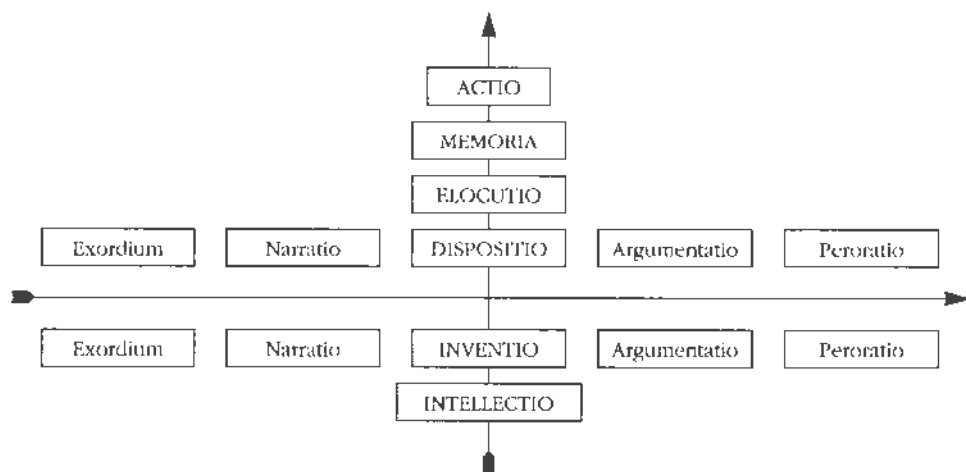 ACTIO
MEMORIA
ELOCUTIO
Exordium Narratio DISPOSITIO Argumentatio Peroratio
Exordium Narratio INVENTIO Argumentatio Peroratio
INTELLECTIO